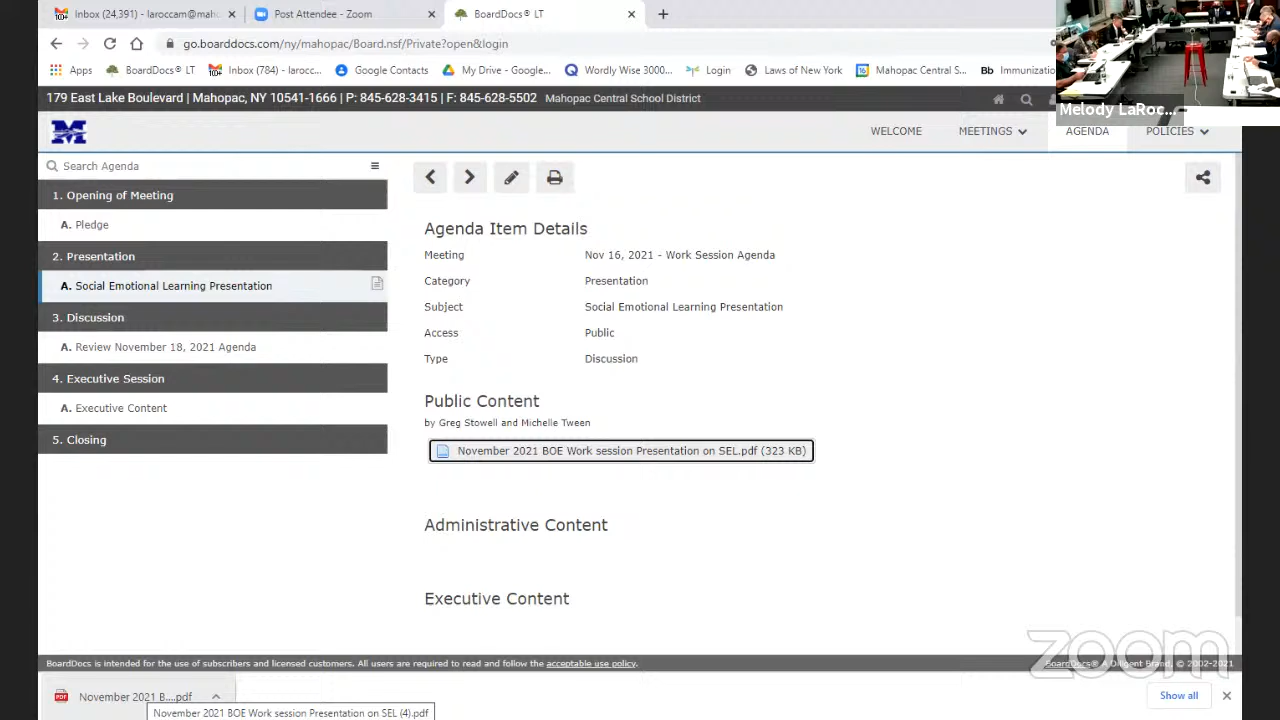 Inbox (24,391) - laroccam@maho
Post Attendee - Zoom
BoardDocs® LT
go.boarddocs.com/ny/mahopac/Board.nsf/Private?open&login
Apps
BoardDocs® LT
Inbox (784) - larocc...
Google Contacts
My Drive - Google...
Wordly Wise 3000...
Login
Laws of New York
Mahopac Central S...
Bb Immunizatio
Melody LaRoc...
179 East Lake Boulevard | Mahopac, NY 10541-1666 | P: 845-628-3415 | F: 845-628-5502 Mahopac Central School District
M
WELCOME
MEETINGS
AGENDA
POLICIES
Search Agenda
1. Opening of Meeting
A. Pledge
2. Presentation
A. Social Emotional Learning Presentation
3. Discussion
A. Review November 18, 2021 Agenda
4. Executive Session
A. Executive Content
5. Closing
Agenda Item Details
Meeting Nov 16, 2021 - Work Session Agenda
Category Presentation
Subject Social Emotional Learning Presentation
Access Public
Type Discussion
Public Content
by Greg Stowell and Michelle Tween
November 2021 BOE Work session Presentation on SEL.pdf (323 KB)
Administrative Content
Executive Content
zoom
BoardDocs is intended for the use of subscribers and licensed customers. All users are required to read and follow the acceptable use policy.
BoardDocs® A Diligent Brand, © 2002-2021
PDF November 2021 B....pdf
Show all
November 2021 BOE Work session Presentation on SEL (4).pdf